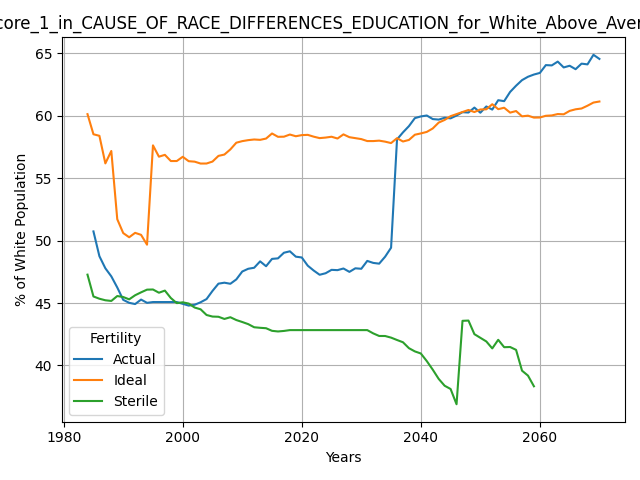 core_1_in_CAUSE_OF_RACE_DIFFERENCES_EDUCATION_for_White_Above_Aver
65
60
55
50
45
40
% of White Population
Fertility
Actual
Ideal
Sterile
1980
2000
2020
2040
2060
Years